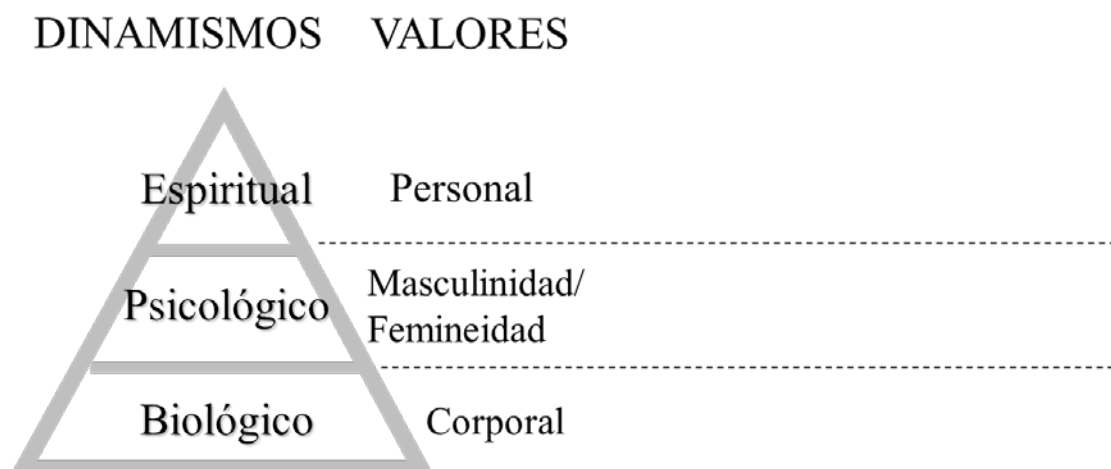 DINAMISMOS VALORES
Espiritual Personal
Psicológico Masculinidad/
Femineidad
Biológico Corporal